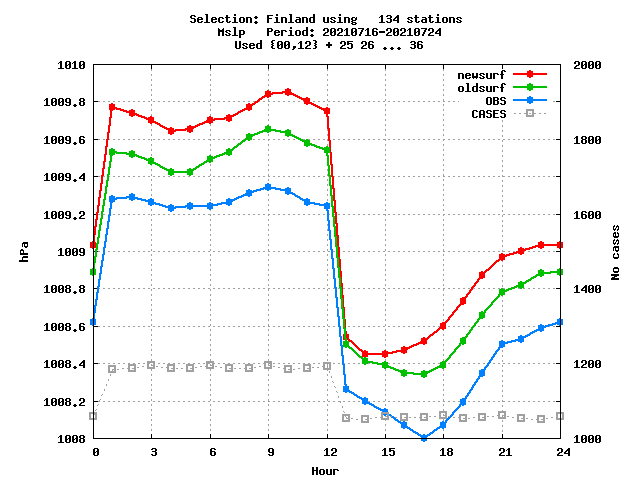 Selection: Finland using 134 stations
Mslp Period: 20210716-20210724
Used {00,12} + 25 26 ... 36
newsurf
oldsurf
OBS
CASES
1010
1009.8
1009.6
1009.4
1009.2
1009
1008.8
1008.6
1008.4
1008.2
1008
hPa
2000
1800
1600
1400
1200
1000
No cases
0 3 6 9 12 15 18 21 24
Hour